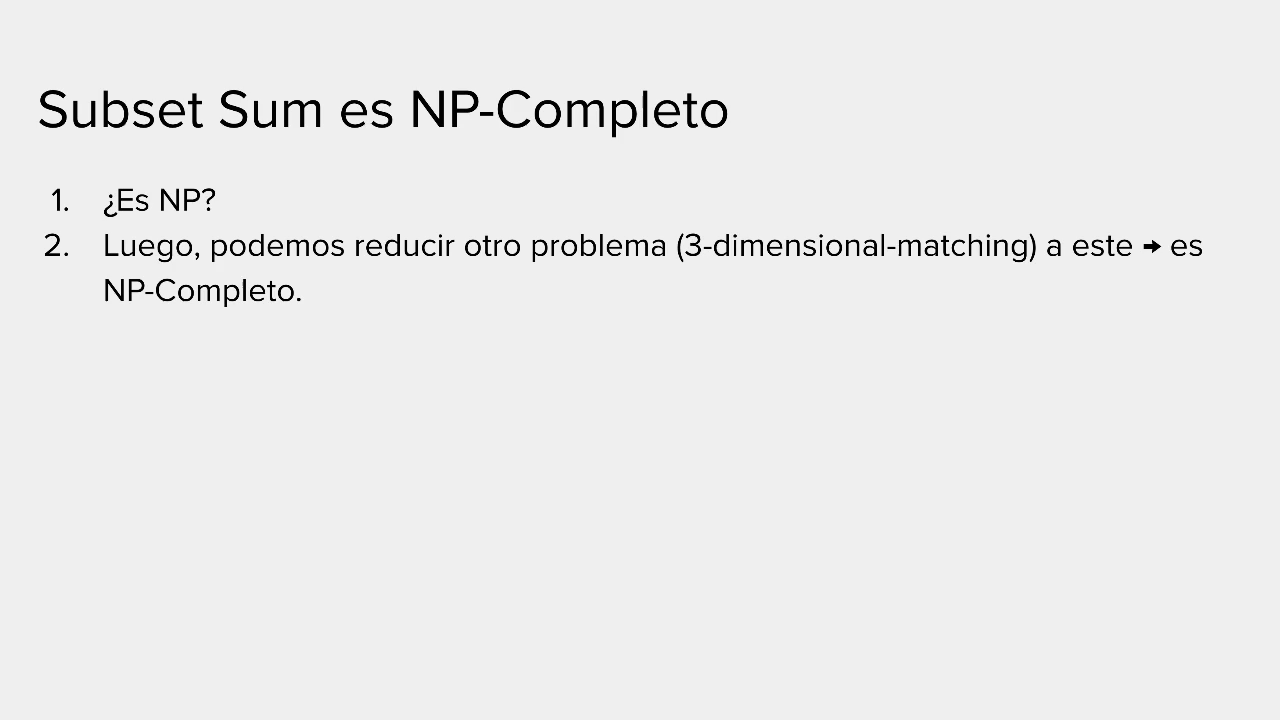 Subset Sum es NP-Completo
1. ¿Es NP?
2. Luego, podemos reducir otro problema (3-dimensional-matching) a este → es
NP-Completo.